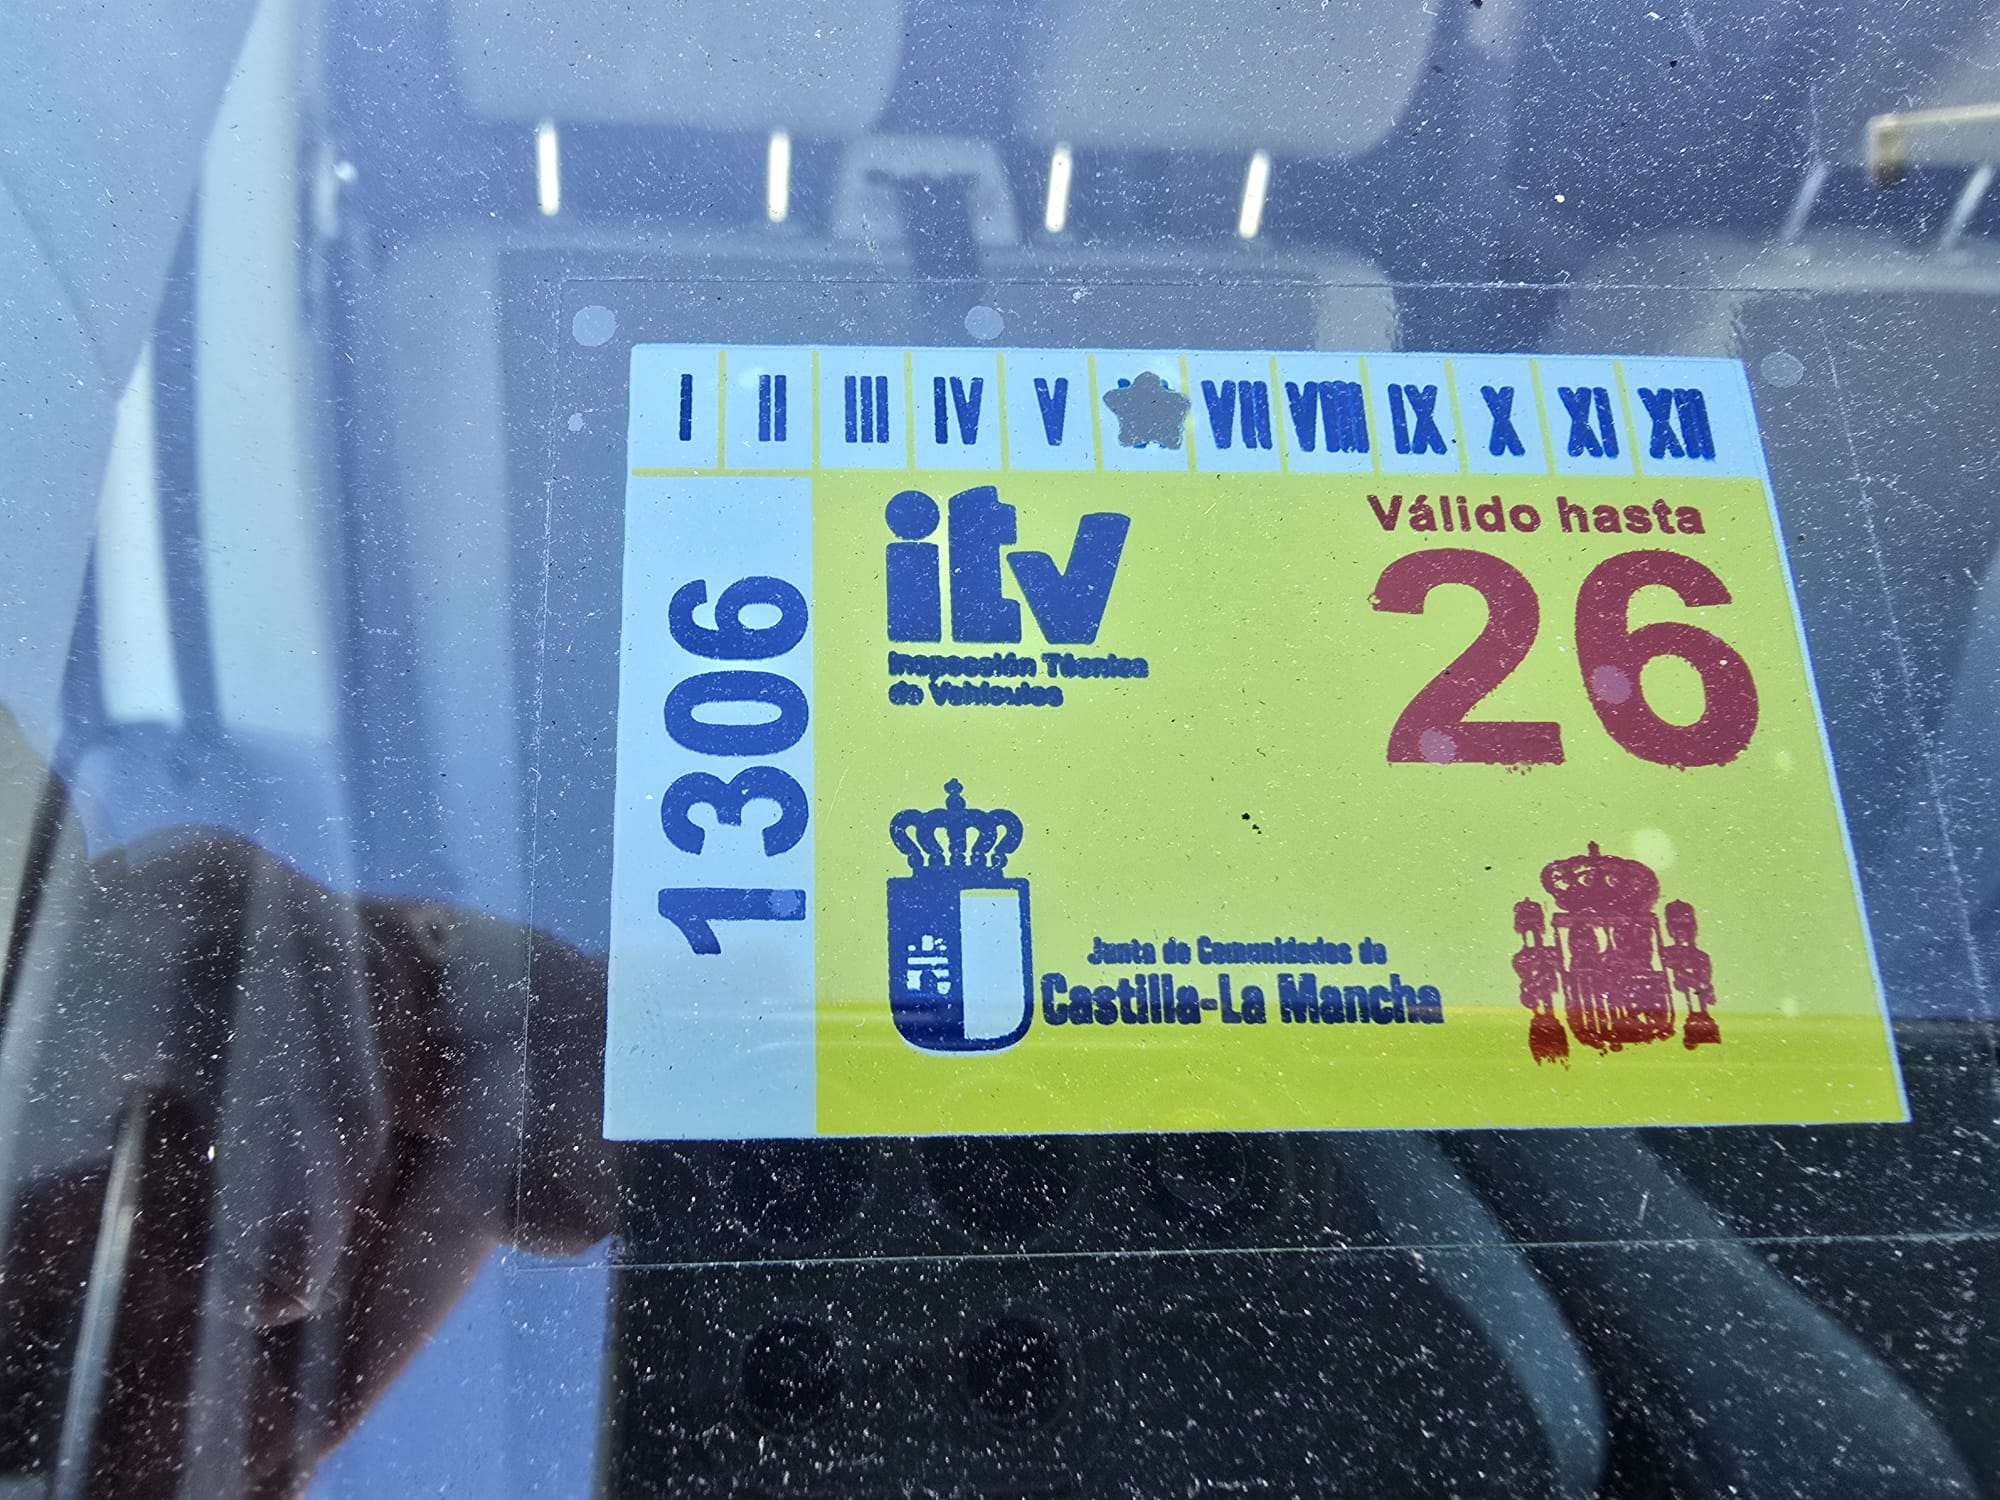 I II III IV V VII VIII IX X XI XII
itv
Inspección Técnica
de Vehículos
Válido hasta
26
1306
Junta de Comunidades de
Castilla-La Mancha